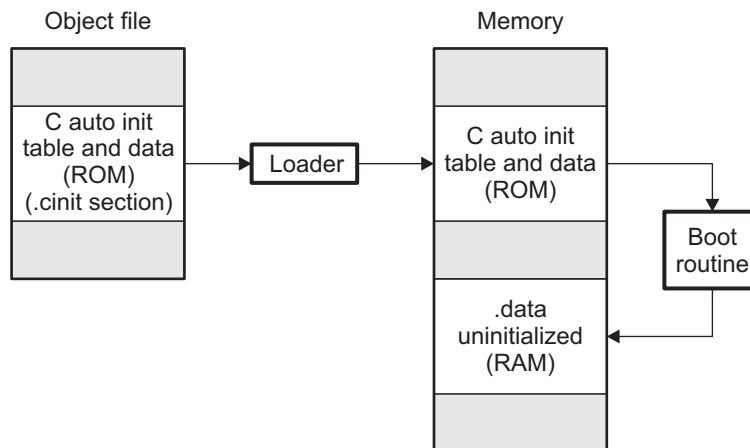 Object file
Memory
C auto init
table and data
(ROM)
(.cinit section)
Loader
C auto init
table and data
(ROM)
Boot
routine
.data
uninitialized
(RAM)